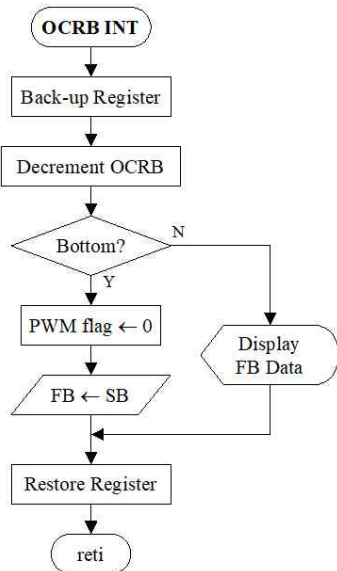 OCRB INT
Back-up Register
Decrement OCRB
Bottom?
N
Y
PWM flag ← 0
Display
FB Data
FB ← SB
Restore Register
reti